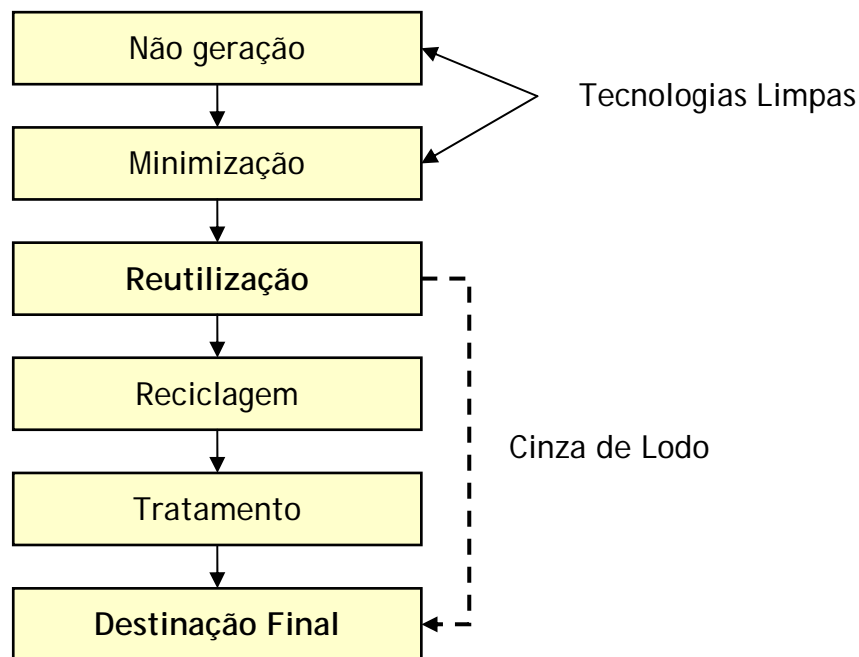 Não geração
Tecnologias Limpas
Minimização
Reutilização
Reciclagem
Cinza de Lodo
Tratamento
Destinação Final